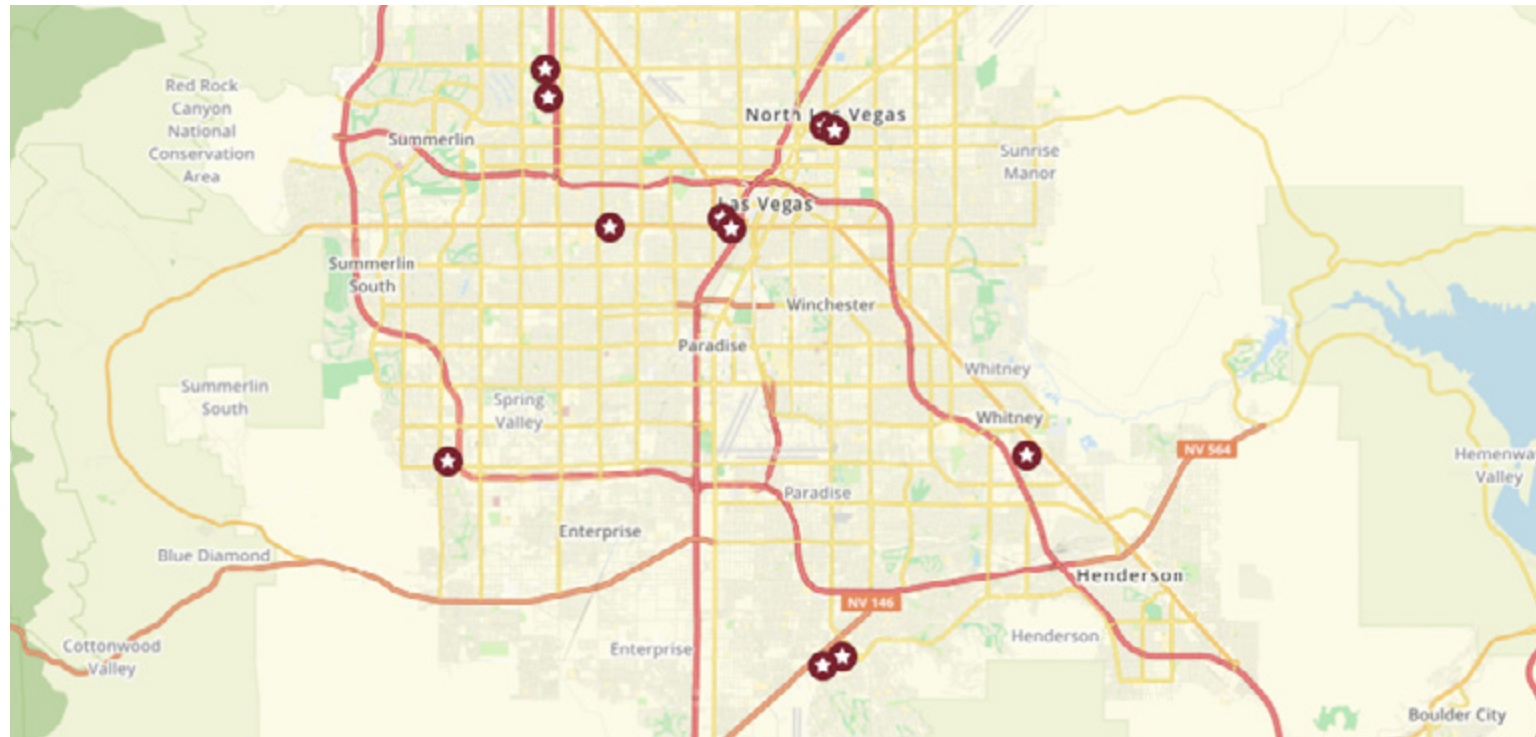 Red Rock
Canyon
National
Conservation
Area
Summerlin
North Las Vegas
Sunrise
Manor
Las Vegas
Summerlin
South
Winchester
Paradise
Summerlin
South
Spring
Valley
Whitney
Whitney
NV 564
Hemenwa
Valley
Paradise
Enterprise
Blue Diamond
Henderson
NV 146
Cottonwood
Valley
Enterprise
Henderson
Boulder City